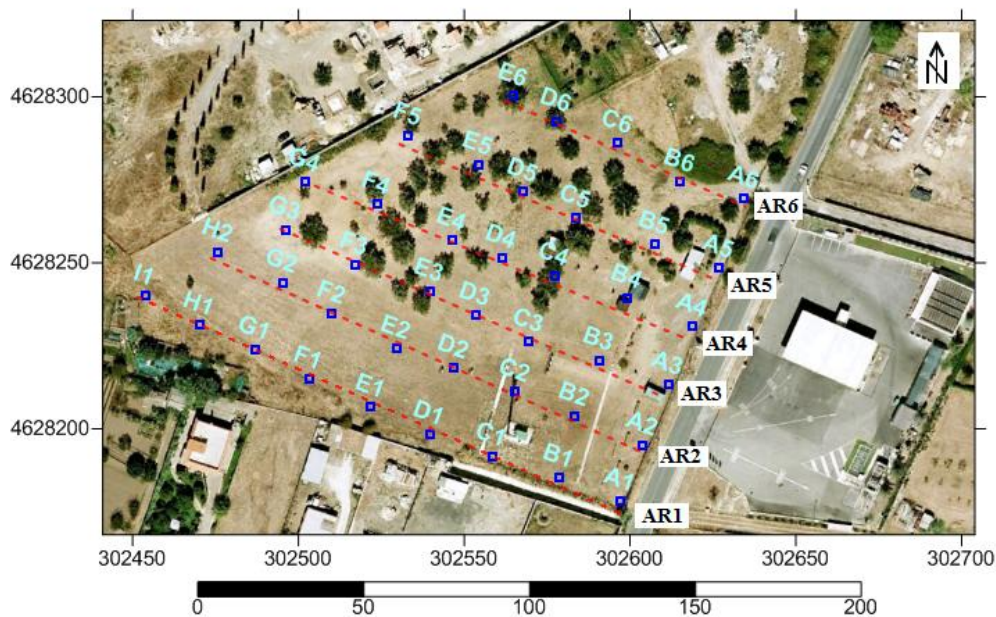 N
4628300
4628250
4628200
E6
D6
C6
B6
A6
AR6
F5
E5
D5
C5
B5
A5
AR5
G4
F4
E4
D4
C4
B4
A4
AR4
G3
F3
E3
D3
C3
B3
A3
AR3
H2
G2
F2
E2
D2
C2
B2
A2
AR2
I1
H1
G1
F1
E1
D1
C1
B1
A1
AR1
302450 302500 302550 302600 302650 302700
0 50 100 150 200